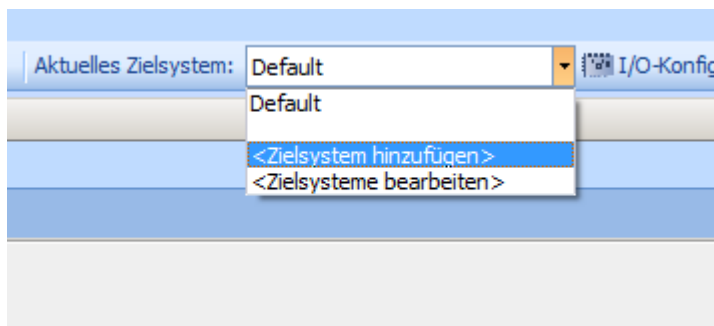 Aktuelles Zielsystem: Default I/O-Konfig
Default
<Zielsystem hinzufügen>
<Zielsysteme bearbeiten>